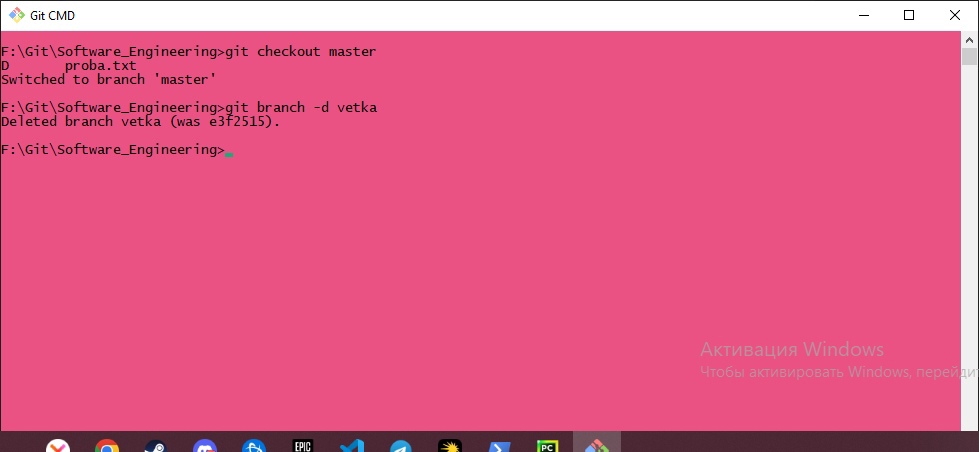 Git CMD
F:\Git\Software_Engineering>git checkout master
D       proba.txt
Switched to branch 'master'
F:\Git\Software_Engineering>git branch -d vetka
Deleted branch vetka (was e3f2515).
F:\Git\Software_Engineering>
Активация Windows
Чтобы активировать Windows, перейдит
EPIC
PC